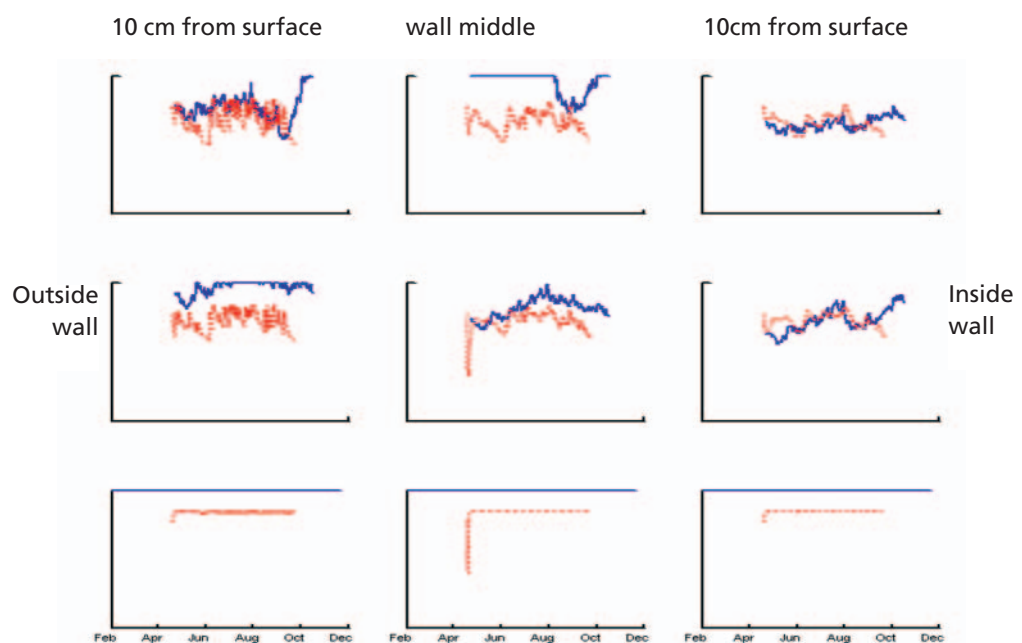 10 cm from surface
wall middle
10cm from surface
Outside
wall
Inside
wall
Feb Apr Jun Aug Oct Dec
Feb Apr Jun Aug Oct Dec
Feb Apr Jun Aug Oct Dec